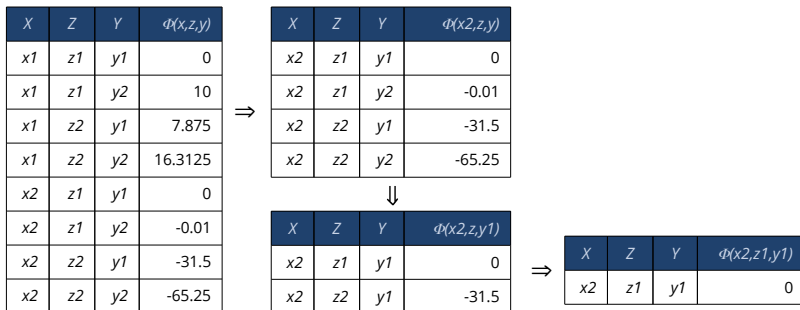 X Z Y Φ(x,z,y)
x1 z1 y1 0
x1 z1 y2 10
x1 z2 y1 7.875
x1 z2 y2 16.3125
x2 z1 y1 0
x2 z1 y2 -0.01
x2 z2 y1 -31.5
x2 z2 y2 -65.25
⇒
X Z Y Φ(x2,z,y)
x2 z1 y1 0
x2 z1 y2 -0.01
x2 z2 y1 -31.5
x2 z2 y2 -65.25
⇓
X Z Y Φ(x2,z,y1)
x2 z1 y1 0
x2 z2 y1 -31.5
⇒
X Z Y Φ(x2,z1,y1)
x2 z1 y1 0